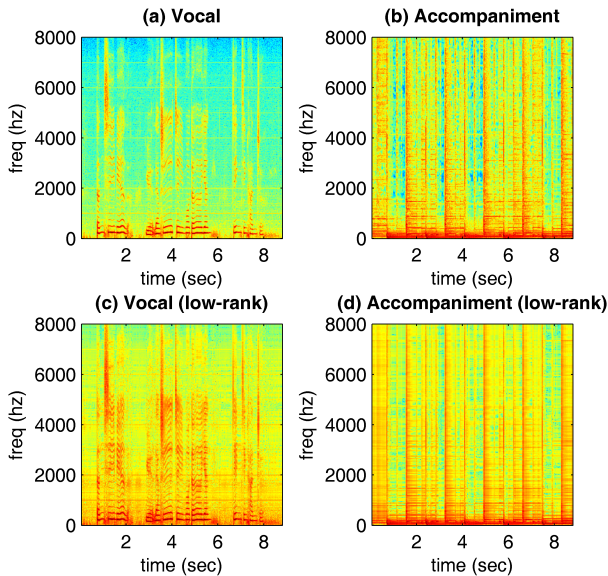 (a) Vocal
(b) Accompaniment
8000
6000
4000
2000
0
freq (hz)
2 4 6 8
time (sec)
8000
6000
4000
2000
0
freq (hz)
2 4 6 8
time (sec)
(c) Vocal (low-rank)
(d) Accompaniment (low-rank)
8000
6000
4000
2000
0
freq (hz)
2 4 6 8
time (sec)
8000
6000
4000
2000
0
freq (hz)
2 4 6 8
time (sec)